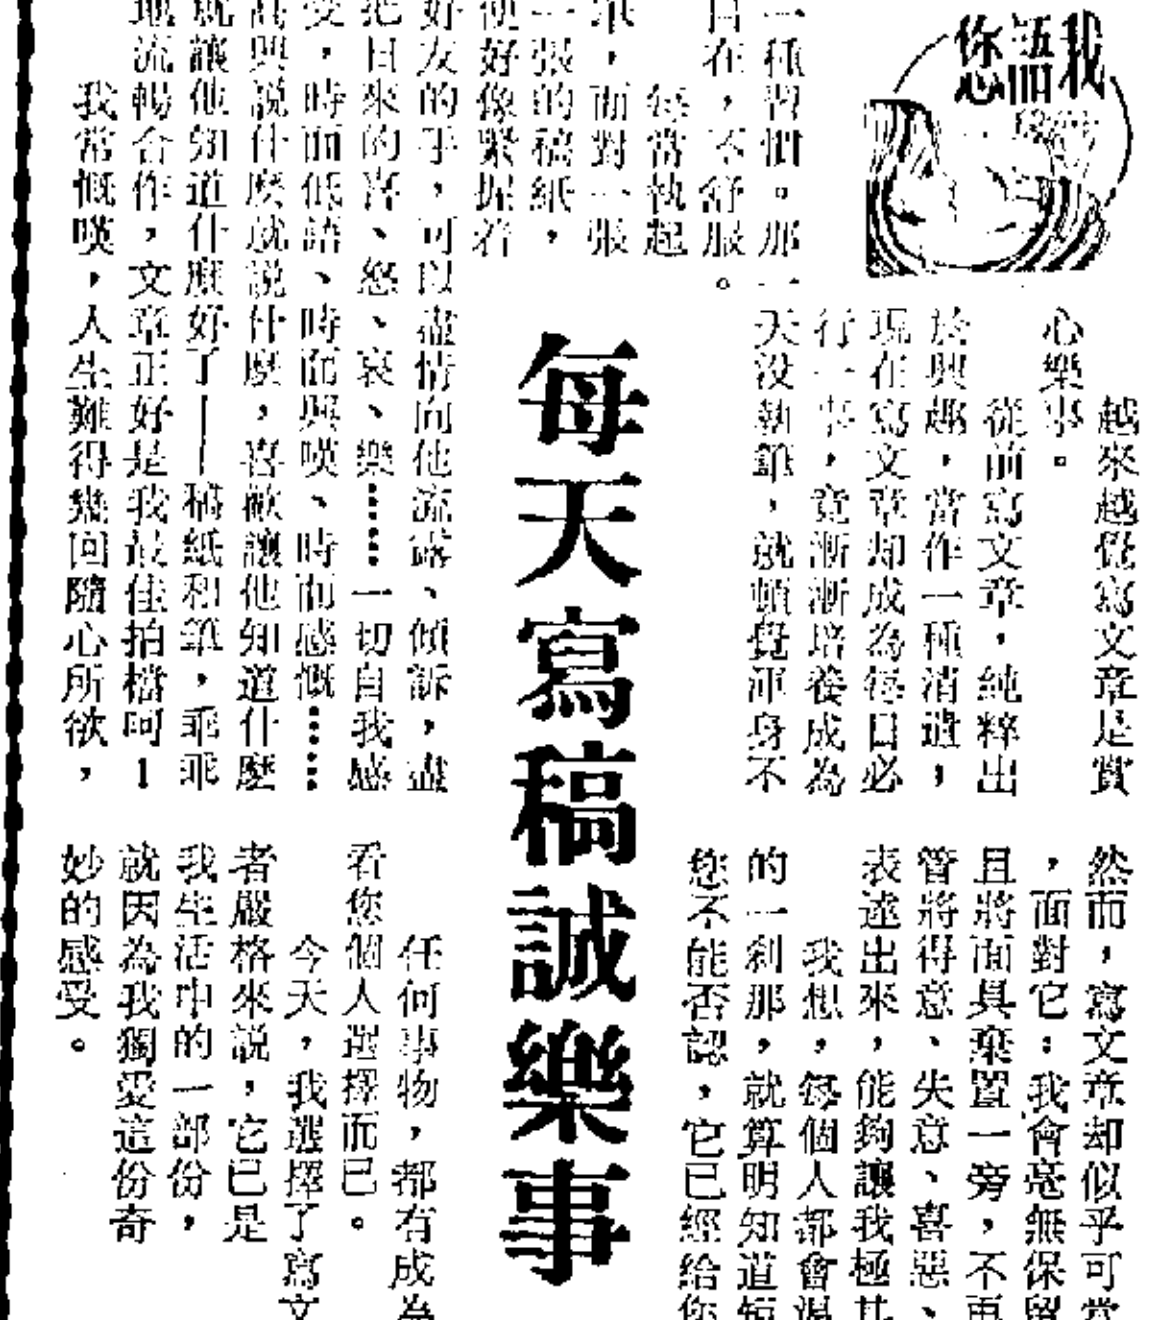 我語您
每天寫稿誠樂事
越來越覺寫文章是賞
心樂事。
從前寫文章，純粹出
於興趣，當作一種消遣，
現在寫文章却成為每日必
行一事，竟漸漸培養成為
一種習慣。那一
天没執筆，就頓覺渾身不
自在，不舒服。
每當執起
筆，面對一張
一張的稿紙，
便好像緊握着
好友的手，可以盡情向他流露、傾訴，盡
把日來的喜、怒、哀、樂……一切自我感
受，時而低語、時而興嘆、時而感慨……
高興説什麽就説什麽，喜歡讓他知道什麽
就讓他知道什麽好了——稿紙和筆，乖乖
地流暢合作，文章正好是我最佳拍檔呵！
我常慨嘆，人生難得幾回隨心所欲，
然而，寫文章却似乎可當
，面對它：我會毫無保留
且將面具棄置一旁，不再
管將得意、失意、喜惡、
表達出來，能夠讓我極其
我想，每個人都會渴
的一刹那，就算明知道短
您不能否認，它已經給您
任何事物，都有成為
看您個人選擇而已。
今天，我選擇了寫文
者嚴格來説，它已是
我生活中的一部份，
就因為我獨愛這份奇
妙的感受。